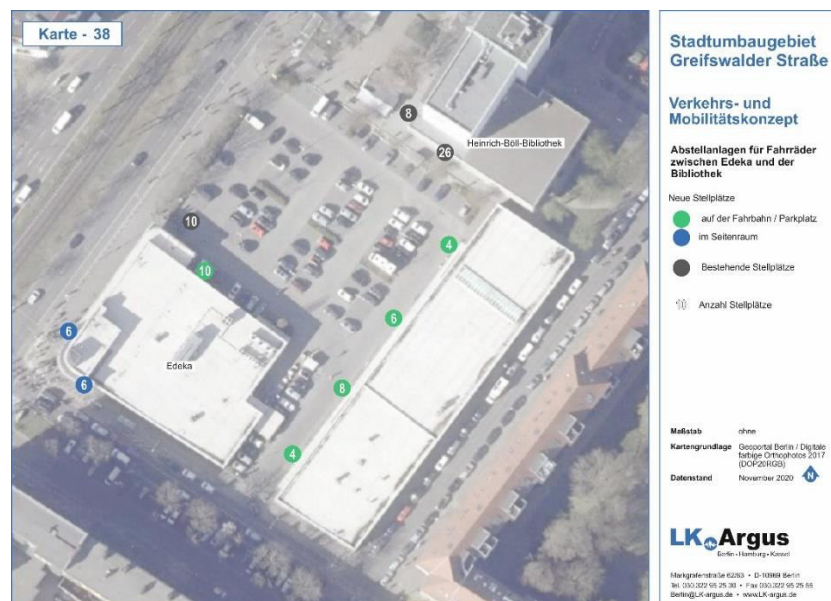 Karte - 38
8
Heinrich-Böll-Bibliothek
26
10
4
10
6
6
Edeka
6
8
4
Stadtumbaugebiet
Greifswalder Straße
Verkehrs- und
Mobilitätskonzept
Abstellanlagen für Fahrräder
zwischen Edeka und der
Bibliothek
Neue Stellplätze
auf der Fahrbahn / Parkplatz
im Seitenraum
Bestehende Stellplätze
10 Anzahl Stellplätze
Maßstab ohne
Kartengrundlage Geoportal Berlin / Digitale
farbige Orthophotos 2017
(DOP20RGB)
Datenstand November 2020
N
LK Argus
Berlin • Hamburg • Kassel
Markgrafenstraße 62/63 • D-10969 Berlin
Tel. 030.322 95 25 30 • Fax 030.322 95 25 55
Berlin@LK-argus.de • www.LK-argus.de